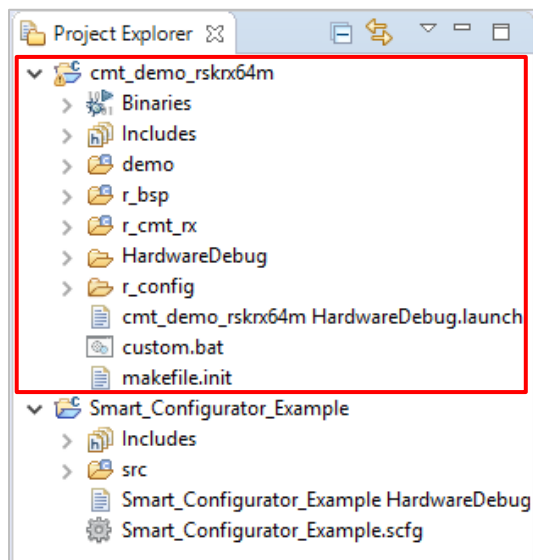 Project Explorer
cmt_demo_rskrx64m
Binaries
Includes
demo
r_bsp
r_cmt_rx
HardwareDebug
r_config
cmt_demo_rskrx64m HardwareDebug.launch
custom.bat
makefile.init
Smart_Configurator_Example
Includes
src
Smart_Configurator_Example HardwareDebug
Smart_Configurator_Example.scfg